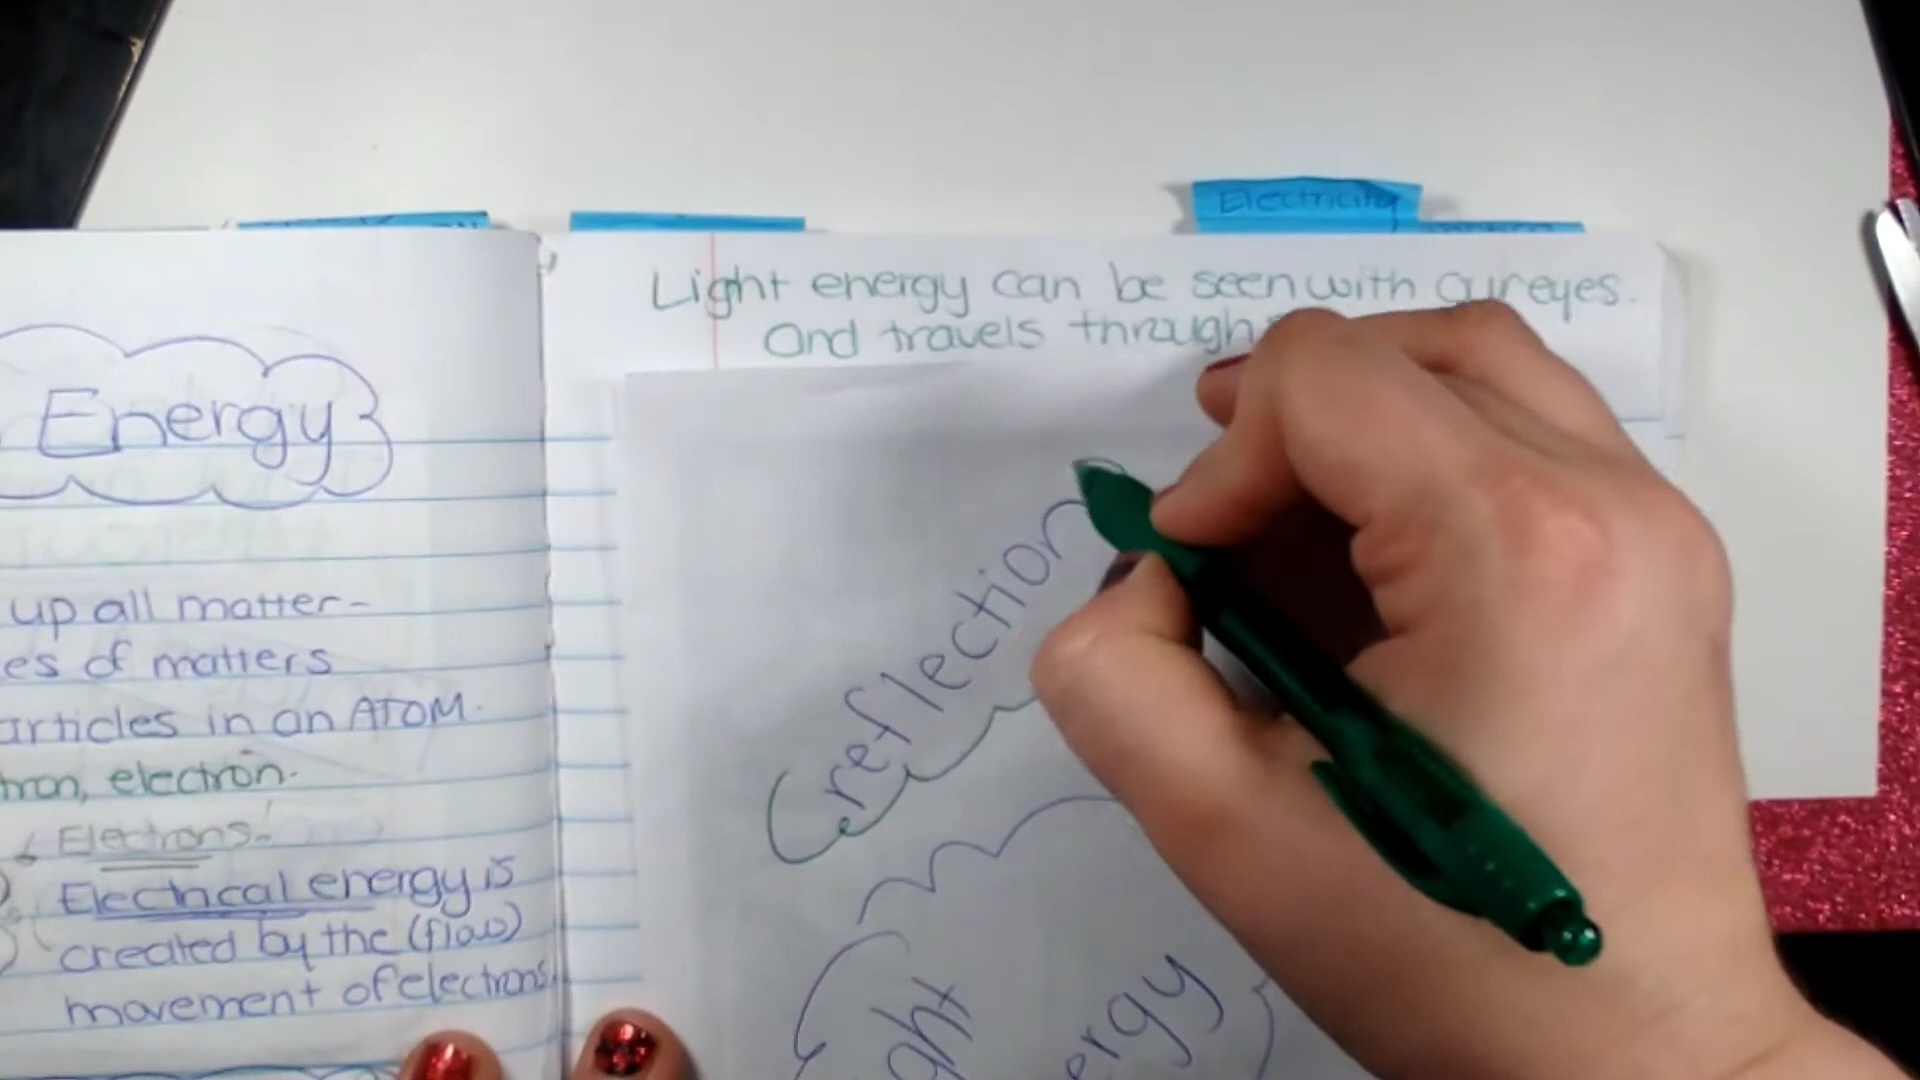 Electricity
Light energy can be seen with our eyes.
And travels through
Energy
up all matter-
es of matters
articles in an ATOM.
tron, electron.
Electrons.
Electrical energy is
created by the (flow)
movement of electrons
reflection
ght
ergy